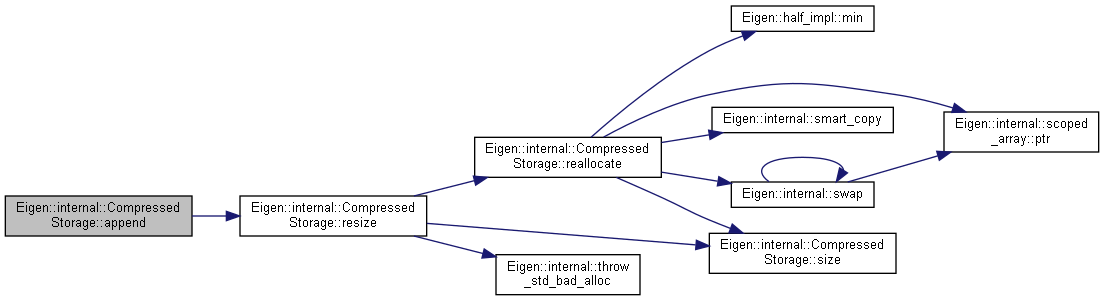 Eigen::internal::Compressed
Storage::append
Eigen::internal::Compressed
Storage::resize
Eigen::internal::Compressed
Storage::reallocate
Eigen::internal::throw
_std_bad_alloc
Eigen::half_impl::min
Eigen::internal::smart_copy
Eigen::internal::swap
Eigen::internal::Compressed
Storage::size
Eigen::internal::scoped
_array::ptr